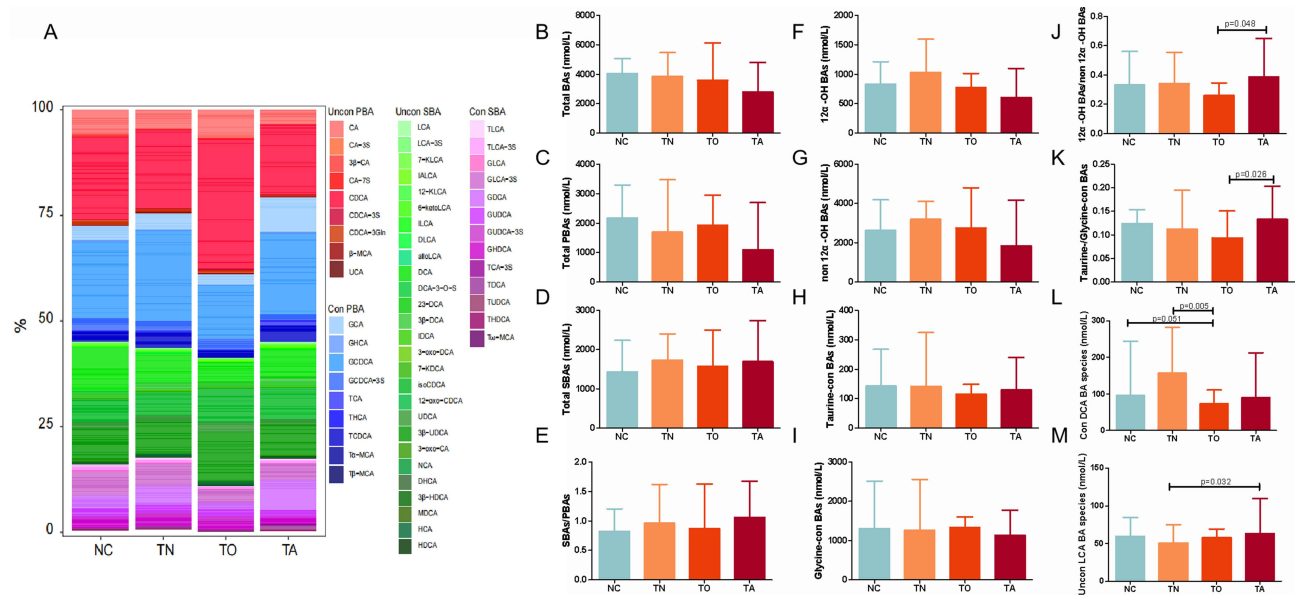 A
%
100
75
50
25
0
NC TN TO TA
Uncon PBA
CA
CA-3S
3β-CA
CA-7S
CDCA
CDCA-3S
CDCA-3Gln
β-MCA
UCA
Con PBA
GCA
GHCA
GCDCA
GCDCA-3S
TCA
THCA
TCDCA
Tα-MCA
Tβ-MCA
Uncon SBA
LCA
LCA-3S
7-KLCA
IALCA
12-KLCA
6-ketoLCA
iLCA
DLCA
alloLCA
DCA
DCA-3-O-S
23-DCA
3β-DCA
IDCA
3-oxo-DCA
7-KDCA
isoCDCA
12-oxo-CDCA
UDCA
3β-UDCA
3-oxo-CA
NCA
DHCA
3β-HDCA
MDCA
HCA
HDCA
Con SBA
TLCA
TLCA-3S
GLCA
GLCA-3S
GDCA
GUDCA
GUDCA-3S
GHDCA
TCA-3S
TDCA
TUDCA
THDCA
Tω-MCA
B
Total BAs (nmol/L)
8000
6000
4000
2000
0
NC TN TO TA
C
Total PBAs (nmol/L)
4000
3000
2000
1000
0
NC TN TO TA
D
Total SBAs (nmol/L)
3000
2000
1000
0
NC TN TO TA
E
SBAs/PBAs
2.0
1.5
1.0
0.5
0.0
NC TN TO TA
F
12α -OH BAs (nmol/L)
2000
1500
1000
500
0
NC TN TO TA
G
non 12α -OH BAs (nmol/L)
6000
4000
2000
0
NC TN TO TA
H
Taurine-con BAs (nmol/L)
400
300
200
100
0
NC TN TO TA
I
Glycine-con BAs (nmol/L)
3000
2000
1000
0
NC TN TO TA
J
12α -OH BAs/non 12α -OH BAs
0.8
0.6
0.4
0.2
0.0
p=0.048
NC TN TO TA
K
Taurine-/Glycine-con BAs
0.25
0.20
0.15
0.10
0.05
0.00
p=0.026
NC TN TO TA
L
Con DCA BA species (nmol/L)
300
200
100
0
p=0.005
p=0.051
NC TN TO TA
M
Uncon LCA BA species (nmol/L)
150
100
50
0
p=0.032
NC TN TO TA